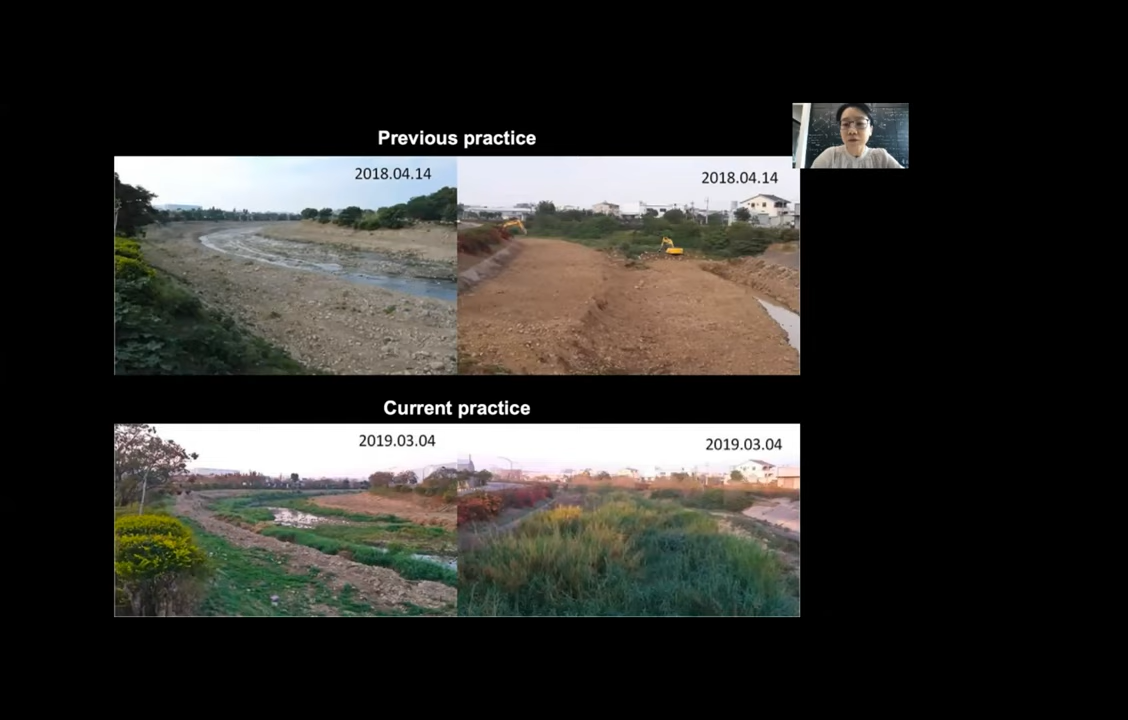 Previous practice
2018.04.14
2018.04.14
Current practice
2019.03.04
2019.03.04